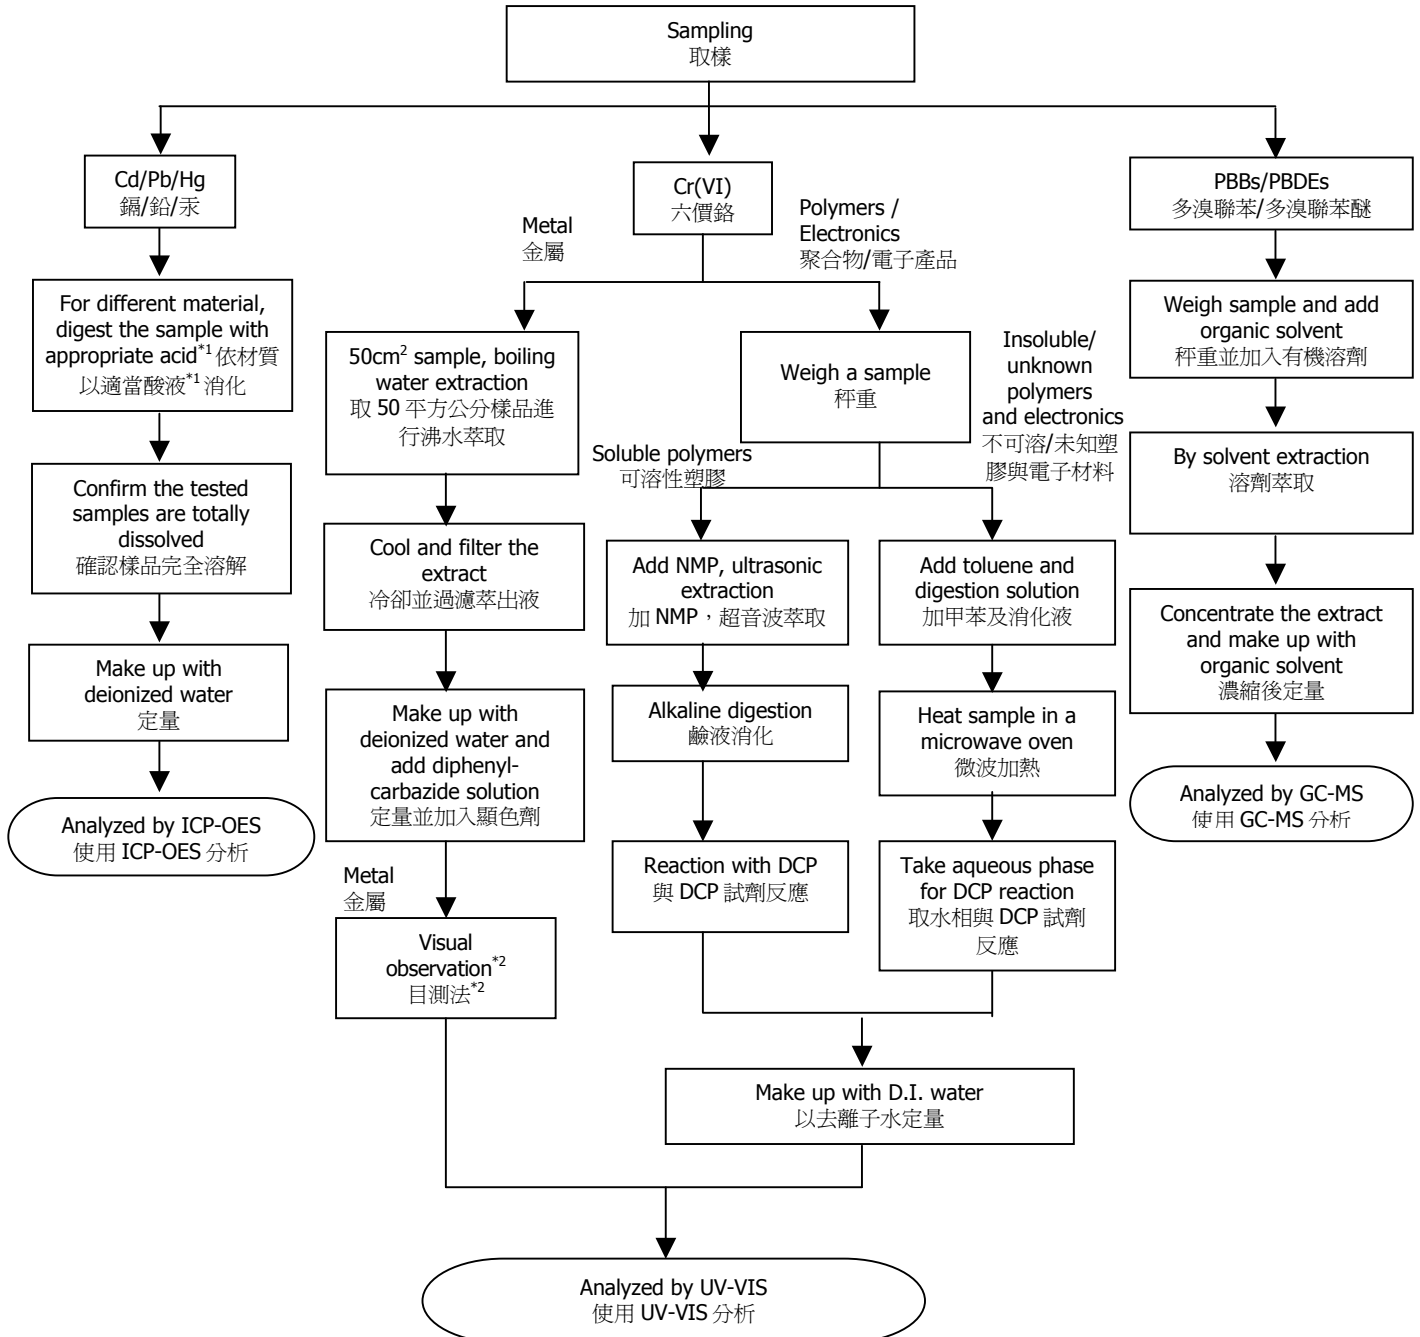 Sampling
取樣
Cd/Pb/Hg
鎘/鉛/汞
For different material,
digest the sample with
appropriate acid*1 依材質
以適當酸液*1 消化
Confirm the tested
samples are totally
dissolved
確認樣品完全溶解
Make up with
deionized water
定量
Analyzed by ICP-OES
使用 ICP-OES 分析
Cr(VI)
六價鉻
Metal
金屬
50cm2 sample, boiling
water extraction
取 50 平方公分樣品進
行沸水萃取
Cool and filter the
extract
冷卻並過濾萃出液
Make up with
deionized water and
add diphenyl-
carbazide solution
定量並加入顯色劑
Metal
金屬
Visual
observation*2
目測法*2
Polymers /
Electronics
聚合物/電子產品
Weigh a sample
秤重
Soluble polymers
可溶性塑膠
Add NMP, ultrasonic
extraction
加 NMP，超音波萃取
Alkaline digestion
鹼液消化
Reaction with DCP
與 DCP 試劑反應
Insoluble/
unknown
polymers
and electronics
不可溶/未知塑
膠與電子材料
Add toluene and
digestion solution
加甲苯及消化液
Heat sample in a
microwave oven
微波加熱
Take aqueous phase
for DCP reaction
取水相與 DCP 試劑
反應
Make up with D.I. water
以去離子水定量
Analyzed by UV-VIS
使用 UV-VIS 分析
PBBs/PBDEs
多溴聯苯/多溴聯苯醚
Weigh sample and add
organic solvent
秤重並加入有機溶劑
By solvent extraction
溶劑萃取
Concentrate the extract
and make up with
organic solvent
濃縮後定量
Analyzed by GC-MS
使用 GC-MS 分析